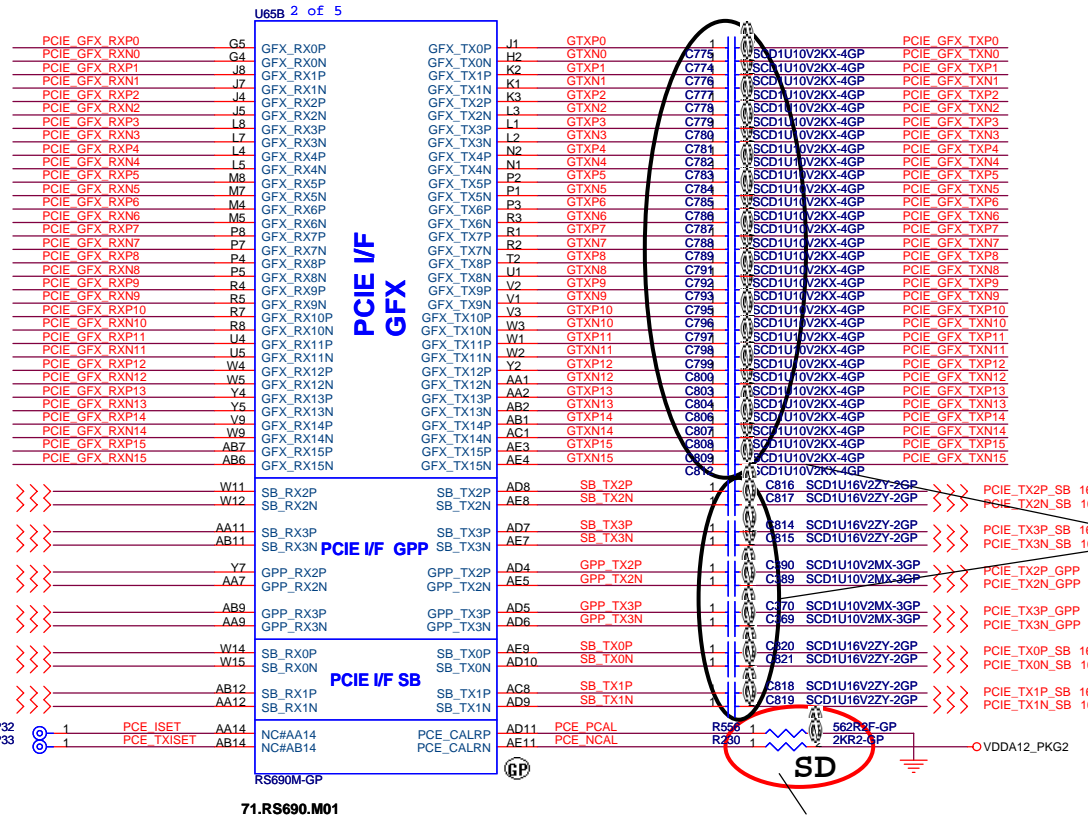 U65B 2 of 5
PCIE_GFX_RXP0 G5 GFX_RX0P GFX_TX0P J1 GTXP0 1 PCIE_GFX_TXP0
PCIE_GFX_RXN0 G4 GFX_RX0N GFX_TX0N H2 GTXN0 C775 SCD1U10V2KX-4GP PCIE_GFX_TXN0
PCIE_GFX_RXP1 J8 GFX_RX1P GFX_TX1P K2 GTXP1 C774 SCD1U10V2KX-4GP PCIE_GFX_TXP1
PCIE_GFX_RXN1 J7 GFX_RX1N GFX_TX1N K1 GTXN1 C776 SCD1U10V2KX-4GP PCIE_GFX_TXN1
PCIE_GFX_RXP2 J4 GFX_RX2P GFX_TX2P K3 GTXP2 C777 SCD1U10V2KX-4GP PCIE_GFX_TXP2
PCIE_GFX_RXN2 J5 GFX_RX2N GFX_TX2N L3 GTXN2 C778 SCD1U10V2KX-4GP PCIE_GFX_TXN2
PCIE_GFX_RXP3 L8 GFX_RX3P GFX_TX3P L1 GTXP3 C779 SCD1U10V2KX-4GP PCIE_GFX_TXP3
PCIE_GFX_RXN3 L7 GFX_RX3N GFX_TX3N L2 GTXN3 C780 SCD1U10V2KX-4GP PCIE_GFX_TXN3
PCIE_GFX_RXP4 L4 GFX_RX4P GFX_TX4P N2 GTXP4 C781 SCD1U10V2KX-4GP PCIE_GFX_TXP4
PCIE_GFX_RXN4 L5 GFX_RX4N GFX_TX4N N1 GTXN4 C782 SCD1U10V2KX-4GP PCIE_GFX_TXN4
PCIE_GFX_RXP5 M8 GFX_RX5P GFX_TX5P P2 GTXP5 C783 SCD1U10V2KX-4GP PCIE_GFX_TXP5
PCIE_GFX_RXN5 M7 GFX_RX5N GFX_TX5N P1 GTXN5 C784 SCD1U10V2KX-4GP PCIE_GFX_TXN5
PCIE_GFX_RXP6 M4 GFX_RX6P GFX_TX6P P3 GTXP6 C785 SCD1U10V2KX-4GP PCIE_GFX_TXP6
PCIE_GFX_RXN6 M5 GFX_RX6N GFX_TX6N R3 GTXN6 C786 SCD1U10V2KX-4GP PCIE_GFX_TXN6
PCIE_GFX_RXP7 P8 GFX_RX7P GFX_TX7P R1 GTXP7 C787 SCD1U10V2KX-4GP PCIE_GFX_TXP7
PCIE_GFX_RXN7 P7 GFX_RX7N GFX_TX7N R2 GTXN7 C788 SCD1U10V2KX-4GP PCIE_GFX_TXN7
PCIE_GFX_RXP8 P4 GFX_RX8P GFX_TX8P T2 GTXP8 C789 SCD1U10V2KX-4GP PCIE_GFX_TXP8
PCIE_GFX_RXN8 P5 GFX_RX8N GFX_TX8N U1 GTXN8 C791 SCD1U10V2KX-4GP PCIE_GFX_TXN8
PCIE_GFX_RXP9 R4 GFX_RX9P GFX_TX9P V2 GTXP9 C792 SCD1U10V2KX-4GP PCIE_GFX_TXP9
PCIE_GFX_RXN9 R5 GFX_RX9N GFX_TX9N V1 GTXN9 C793 SCD1U10V2KX-4GP PCIE_GFX_TXN9
PCIE_GFX_RXP10 R7 GFX_RX10P GFX_TX10P V3 GTXP10 C795 SCD1U10V2KX-4GP PCIE_GFX_TXP10
PCIE_GFX_RXN10 R8 GFX_RX10N GFX_TX10N W3 GTXN10 C796 SCD1U10V2KX-4GP PCIE_GFX_TXN10
PCIE_GFX_RXP11 U4 GFX_RX11P GFX_TX11P W1 GTXP11 C797 SCD1U10V2KX-4GP PCIE_GFX_TXP11
PCIE_GFX_RXN11 U5 GFX_RX11N GFX_TX11N W2 GTXN11 C798 SCD1U10V2KX-4GP PCIE_GFX_TXN11
PCIE_GFX_RXP12 W4 GFX_RX12P GFX_TX12P Y2 GTXP12 C799 SCD1U10V2KX-4GP PCIE_GFX_TXP12
PCIE_GFX_RXN12 W5 GFX_RX12N GFX_TX12N AA1 GTXN12 C800 SCD1U10V2KX-4GP PCIE_GFX_TXN12
PCIE_GFX_RXP13 Y4 GFX_RX13P GFX_TX13P AA2 GTXP13 C803 SCD1U10V2KX-4GP PCIE_GFX_TXP13
PCIE_GFX_RXN13 Y5 GFX_RX13N GFX_TX13N AB2 GTXN13 C804 SCD1U10V2KX-4GP PCIE_GFX_TXN13
PCIE_GFX_RXP14 V9 GFX_RX14P GFX_TX14P AB1 GTXP14 C806 SCD1U10V2KX-4GP PCIE_GFX_TXP14
PCIE_GFX_RXN14 W9 GFX_RX14N GFX_TX14N AC1 GTXN14 C807 SCD1U10V2KX-4GP PCIE_GFX_TXN14
PCIE_GFX_RXP15 AB7 GFX_RX15P GFX_TX15P AE3 GTXP15 C808 SCD1U10V2KX-4GP PCIE_GFX_TXP15
PCIE_GFX_RXN15 AB6 GFX_RX15N GFX_TX15N AE4 GTXN15 C809 SCD1U10V2KX-4GP PCIE_GFX_TXN15
C812 SCD1U10V2KX-4GP
PCIE I/F
GFX
W11 SB_RX2P SB_TX2P AD8 SB_TX2P 1 C816 SCD1U16V2ZY-2GP PCIE_TX2P_SB
W12 SB_RX2N SB_TX2N AE8 SB_TX2N 1 C817 SCD1U16V2ZY-2GP PCIE_TX2N_SB
AA11 SB_RX3P SB_TX3P AD7 SB_TX3P 1 C814 SCD1U16V2ZY-2GP PCIE_TX3P_SB
AB11 SB_RX3N SB_TX3N AE7 SB_TX3N 1 C815 SCD1U16V2ZY-2GP PCIE_TX3N_SB
PCIE I/F GPP
Y7 GPP_RX2P GPP_TX2P AD4 GPP_TX2P 1 C390 SCD1U10V2MX-3GP PCIE_TX2P_GPP
AA7 GPP_RX2N GPP_TX2N AE5 GPP_TX2N 1 C389 SCD1U10V2MX-3GP PCIE_TX2N_GPP
AB9 GPP_RX3P GPP_TX3P AD5 GPP_TX3P 1 C370 SCD1U10V2MX-3GP PCIE_TX3P_GPP
AA9 GPP_RX3N GPP_TX3N AD6 GPP_TX3N 1 C369 SCD1U10V2MX-3GP PCIE_TX3N_GPP
W14 SB_RX0P SB_TX0P AE9 SB_TX0P 1 C820 SCD1U16V2ZY-2GP PCIE_TX0P_SB
W15 SB_RX0N SB_TX0N AD10 SB_TX0N 1 C821 SCD1U16V2ZY-2GP PCIE_TX0N_SB
PCIE I/F SB
AB12 SB_RX1P SB_TX1P AC8 SB_TX1P 1 C818 SCD1U16V2ZY-2GP PCIE_TX1P_SB
AA12 SB_RX1N SB_TX1N AD9 SB_TX1N 1 C819 SCD1U16V2ZY-2GP PCIE_TX1N_SB
P32 1 PCE_ISET AA14 NC#AA14 PCE_CALRP AD11 PCE_PCAL 1 562R2F-GP
P33 1 PCE_TXISET AB14 NC#AB14 PCE_CALRN AE11 PCE_NCAL R230 1 2KR2-GP VDDA12_PKG2
SD
GP
RS690M-GP
71.RS690.M01